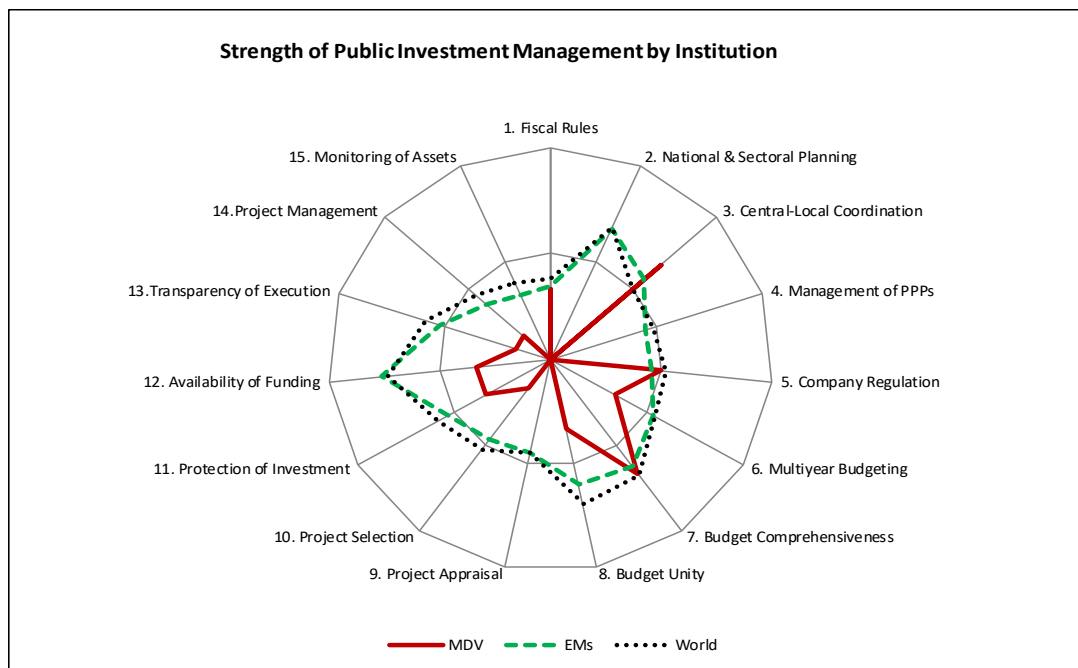 Strength of Public Investment Management by Institution
1. Fiscal Rules
2. National & Sectoral Planning
3. Central-Local Coordination
4. Management of PPPs
5. Company Regulation
6. Multiyear Budgeting
7. Budget Comprehensiveness
8. Budget Unity
9. Project Appraisal
10. Project Selection
11. Protection of Investment
12. Availability of Funding
13.Transparency of Execution
14.Project Management
15. Monitoring of Assets
MDV EMs World